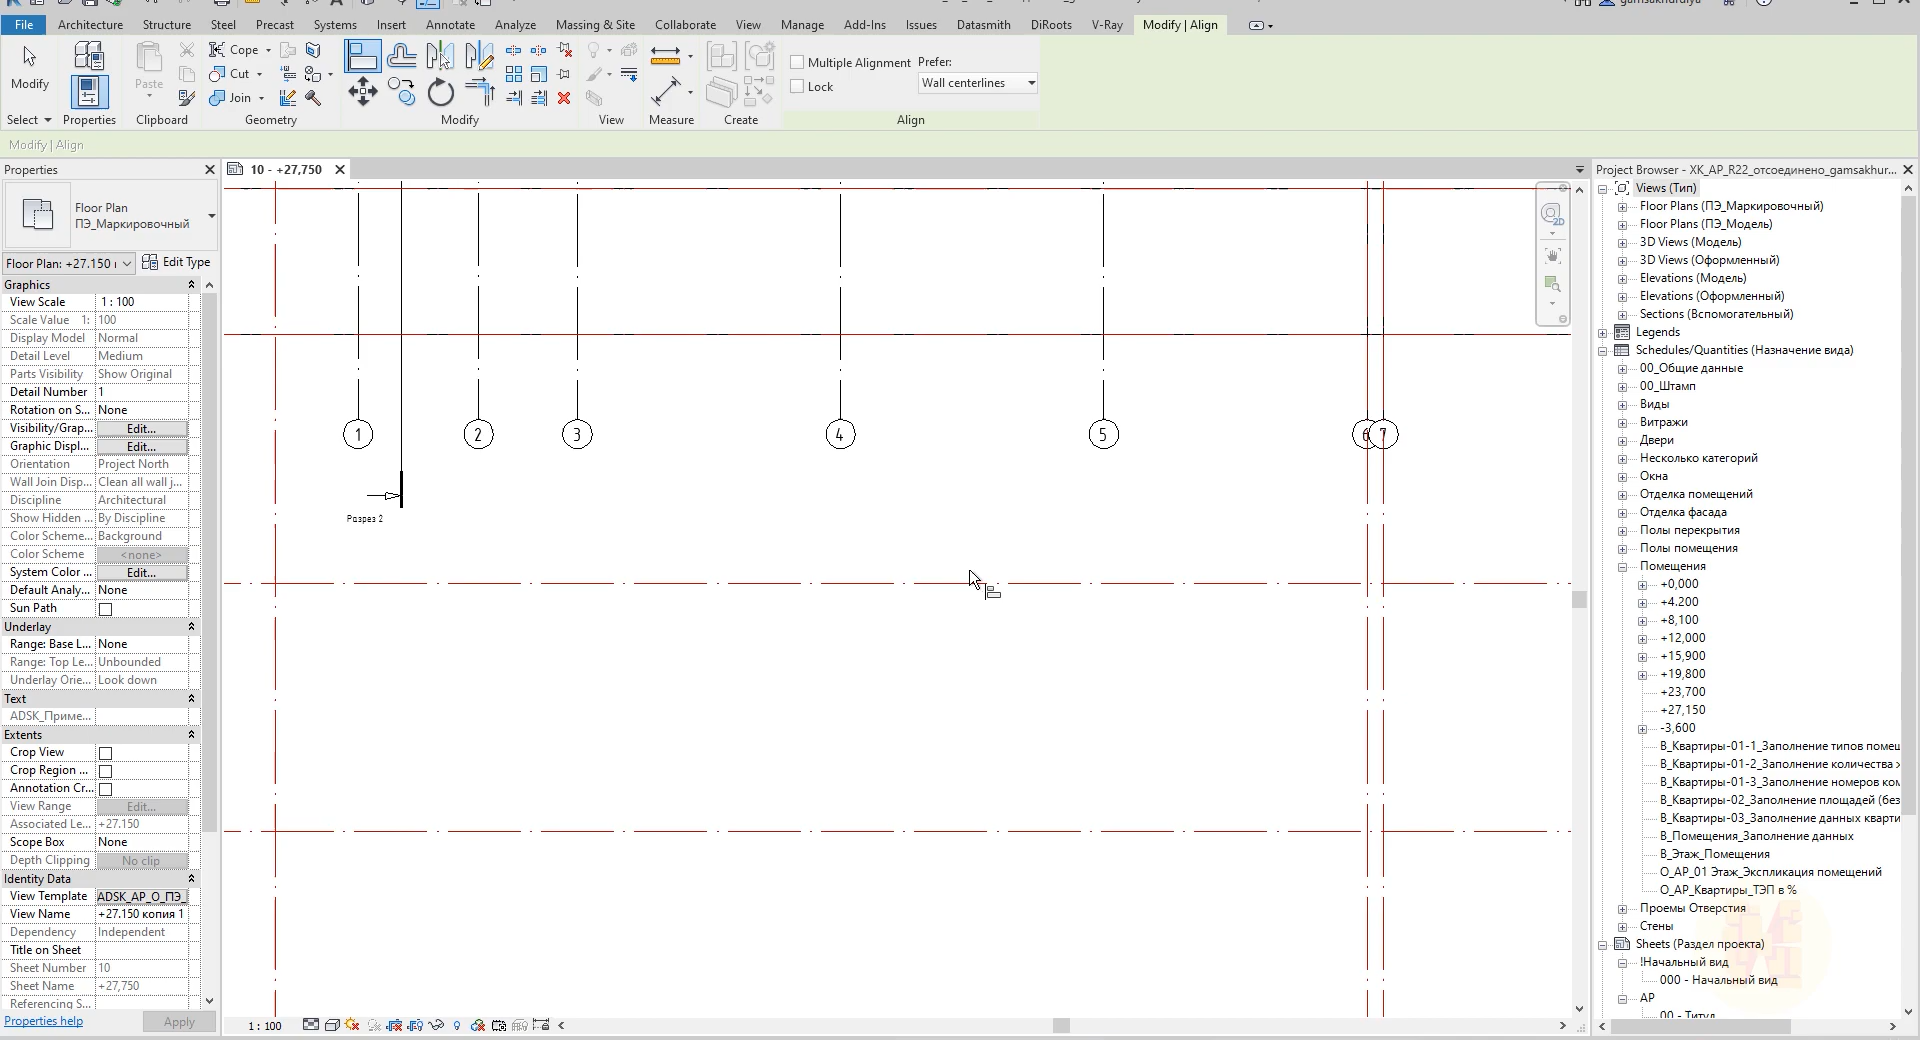 File Architecture Structure Steel Precast Systems Insert Annotate Analyze Massing & Site Collaborate View Manage Add-Ins Issues Datasmith DiRoots V-Ray Modify | Align
Modify
Select
Properties
Paste
Clipboard
Cope
Cut
Join
Geometry
Modify
View
Measure
Create
Multiple Alignment
Lock
Prefer:
Wall centerlines
Align
Modify | Align
Properties
Floor Plan
ПЭ_Маркировочный
Floor Plan: +27.150
Edit Type
Graphics
View Scale 1 : 100
Scale Value 1: 100
Display Model Normal
Detail Level Medium
Parts Visibility Show Original
Detail Number 1
Rotation on S... None
Visibility/Grap... Edit...
Graphic Displ... Edit...
Orientation Project North
Wall Join Disp... Clean all wall j...
Discipline Architectural
Show Hidden ... By Discipline
Color Scheme... Background
Color Scheme <none>
System Color ... Edit...
Default Analy... None
Sun Path
Underlay
Range: Base L... None
Range: Top Le... Unbounded
Underlay Orie... Look down
Text
ADSK_Приме...
Extents
Crop View
Crop Region ...
Annotation Cr...
View Range Edit...
Associated Le... +27.150
Scope Box None
Depth Clipping No clip
Identity Data
View Template ADSK_АР_О_ПЭ_
View Name +27.150 копия 1
Dependency Independent
Title on Sheet
Sheet Number 10
Sheet Name +27,750
Referencing S...
Properties help
Apply
10 - +27,750
1
2
3
4
5
6
7
Разрез 2
2D
1 : 100
Project Browser - ХК_АР_R22_отсоединено_gamsakhur...
Views (Тип)
Floor Plans (ПЭ_Маркировочный)
Floor Plans (ПЭ_Модель)
3D Views (Модель)
3D Views (Оформленный)
Elevations (Модель)
Elevations (Оформленный)
Sections (Вспомогательный)
Legends
Schedules/Quantities (Назначение вида)
00_Общие данные
00_Штамп
Виды
Витражи
Двери
Несколько категорий
Окна
Отделка помещений
Отделка фасада
Полы перекрытия
Полы помещения
Помещения
+0,000
+4.200
+8,100
+12,000
+15,900
+19,800
+23,700
+27,150
-3,600
В_Квартиры-01-1_Заполнение типов помещ
В_Квартиры-01-2_Заполнение количества
В_Квартиры-01-3_Заполнение номеров ком
В_Квартиры-02_Заполнение площадей (без
В_Квартиры-03_Заполнение данных кварти
В_Помещения_Заполнение данных
В_Этаж_Помещения
О_АР_01 Этаж_Экспликация помещений
О_АР_Квартиры_ТЭП в %
Проемы Отверстия
Стены
Sheets (Раздел проекта)
!Начальный вид
000 - Начальный вид
АР
00 - Титул